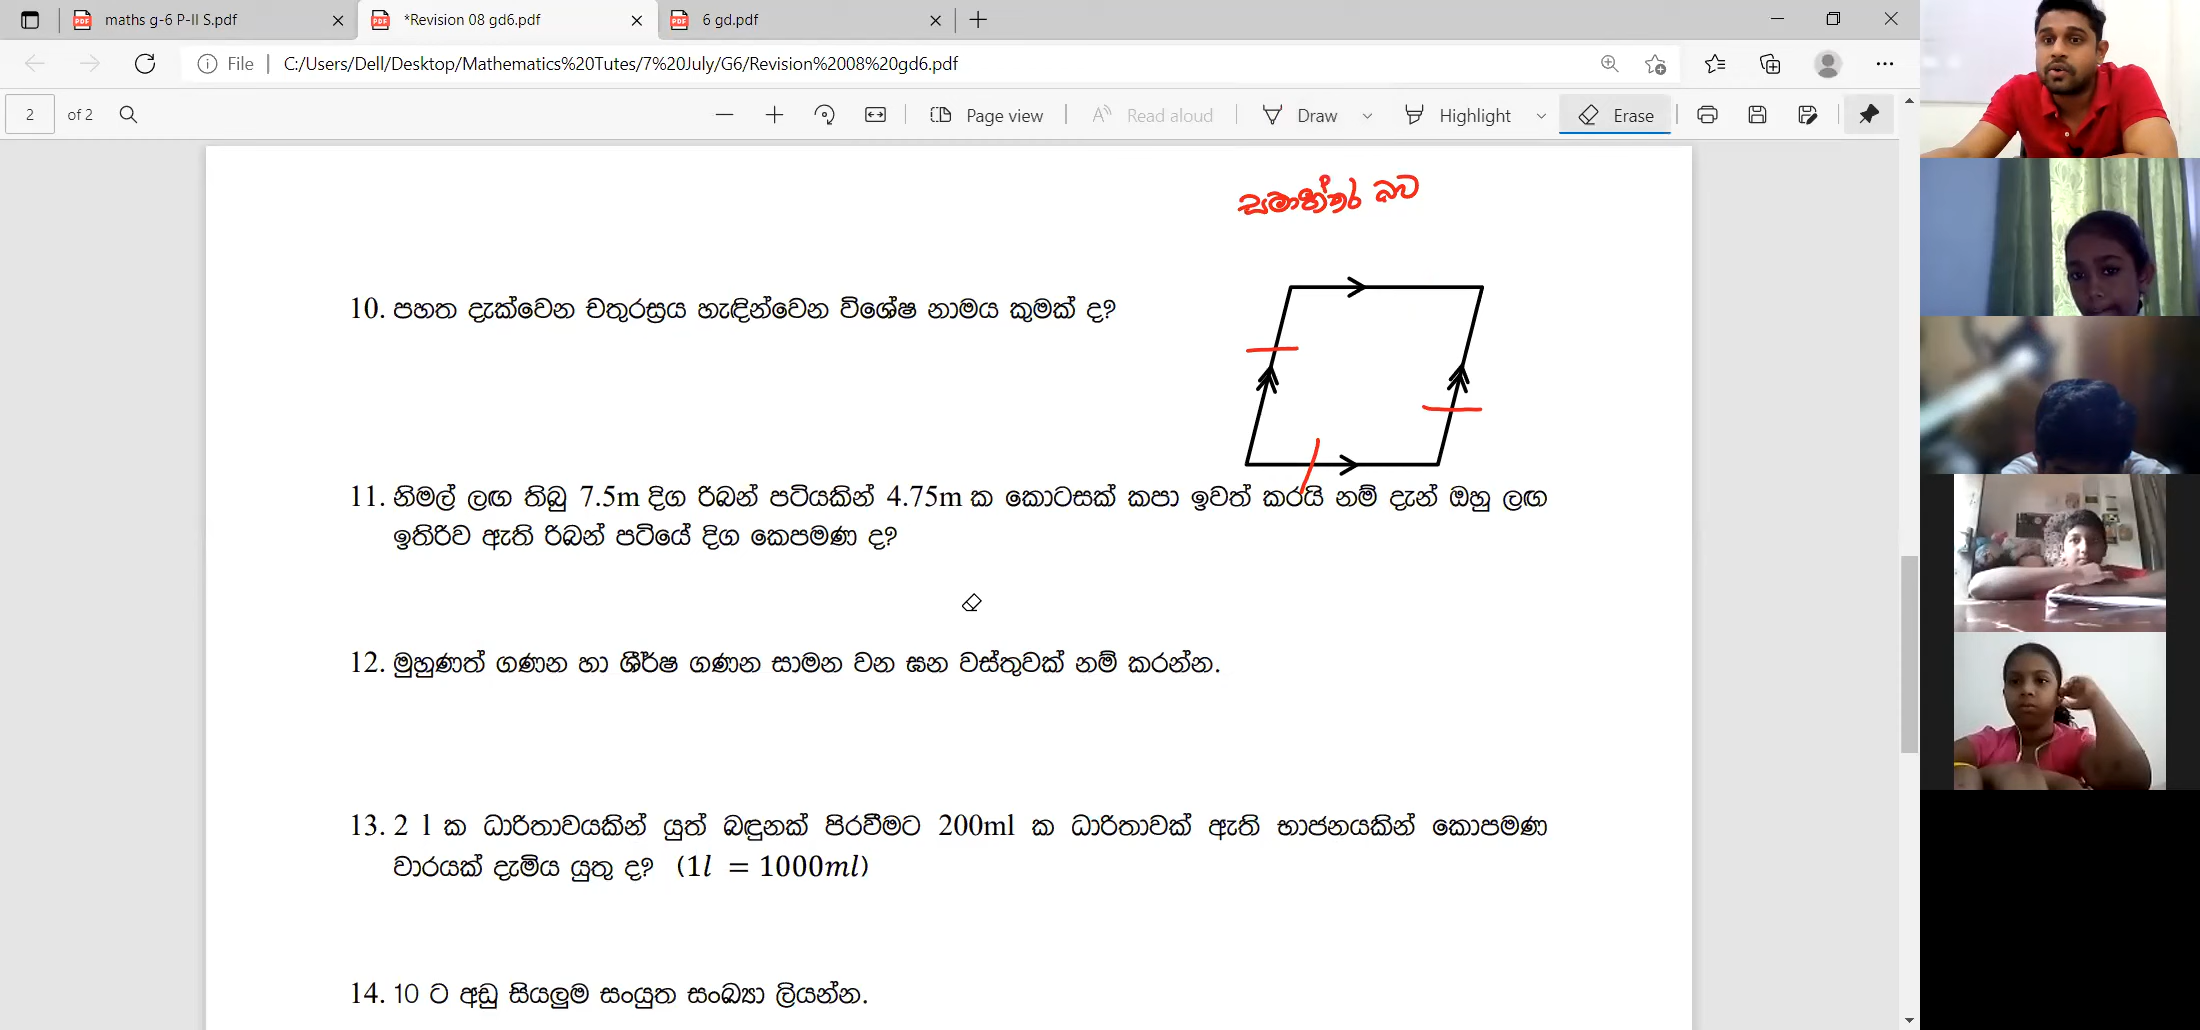 maths g-6 P-II S.pdf
*Revision 08 gd6.pdf
6 gd.pdf
File
C:/Users/Dell/Desktop/Mathematics%20Tutes/7%20July/G6/Revision%2008%20gd6.pdf
2 of 2
Page view
Read aloud
Draw
Highlight
Erase
සමාන්තර බව
10. පහත දැක්වෙන චතුරස්‍රය හැඳින්වෙන විශේෂ නාමය කුමක් ද?
11. නිමල් ලඟ තිබු 7.5m දිග රිබන් පටියකින් 4.75m ක කොටසක් කපා ඉවත් කරයි නම් දැන් ඔහු ලඟ
ඉතිරිව ඇති රිබන් පටියේ දිග කෙපමණ ද?
12. මුහුණත් ගණන හා ශීර්ෂ ගණන සාමන වන ඝන වස්තුවක් නම් කරන්න.
13. 2 l ක ධාරිතාවයකින් යුත් බඳුනක් පිරවීමට 200ml ක ධාරිතාවක් ඇති භාජනයකින් කොපමණ
වාරයක් දැමිය යුතු ද? (1l = 1000ml)
14. 10 ට අඩු සියලුම සංයුත සංඛ්‍යා ලියන්න.